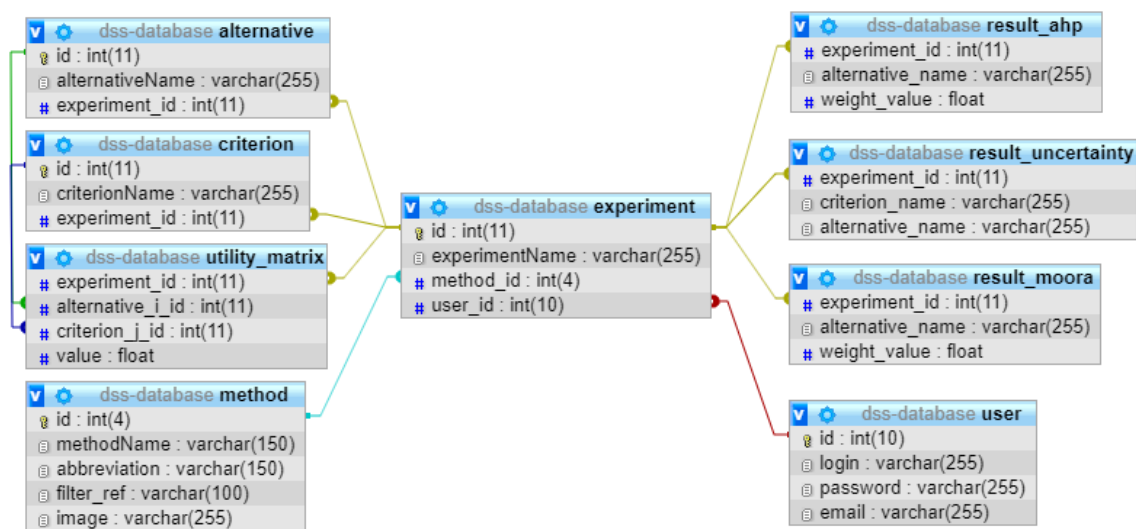 dss-database alternative
id : int(11)
alternativeName : varchar(255)
# experiment_id : int(11)
dss-database criterion
id : int(11)
criterionName : varchar(255)
# experiment_id : int(11)
dss-database utility_matrix
# experiment_id : int(11)
# alternative_i_id : int(11)
# criterion_j_id : int(11)
# value : float
dss-database method
id : int(4)
methodName : varchar(150)
abbreviation : varchar(150)
filter_ref : varchar(100)
image : varchar(255)
dss-database experiment
id : int(11)
experimentName : varchar(255)
# method_id : int(4)
# user_id : int(10)
dss-database result_ahp
# experiment_id : int(11)
alternative_name : varchar(255)
# weight_value : float
dss-database result_uncertainty
# experiment_id : int(11)
criterion_name : varchar(255)
alternative_name : varchar(255)
dss-database result_moora
# experiment_id : int(11)
alternative_name : varchar(255)
# weight_value : float
dss-database user
id : int(10)
login : varchar(255)
password : varchar(255)
email : varchar(255)